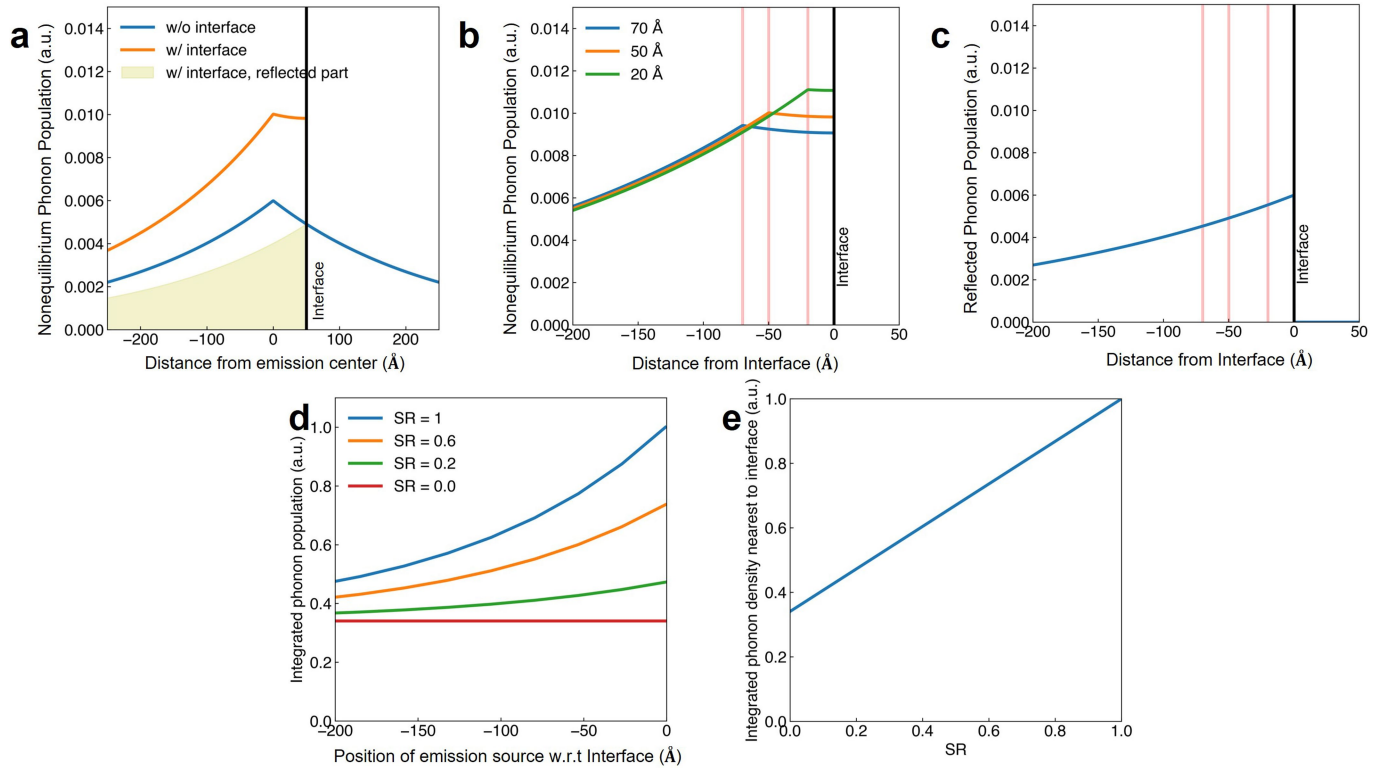 a
Nonequilibrium Phonon Population (a.u.)
0.014
0.012
0.010
0.008
0.006
0.004
0.002
0.000
w/o interface
w/ interface
w/ interface, reflected part
Interface
−200
−100
0
100
200
Distance from emission center (Å)
b
Nonequilibrium Phonon Population (a.u.)
0.014
0.012
0.010
0.008
0.006
0.004
0.002
0.000
70 Å
50 Å
20 Å
Interface
−200
−150
−100
−50
0
50
Distance from Interface (Å)
c
Reflected Phonon Population (a.u.)
0.014
0.012
0.010
0.008
0.006
0.004
0.002
0.000
Interface
−200
−150
−100
−50
0
50
Distance from Interface (Å)
d
Integrated phonon population (a.u.)
1.0
0.8
0.6
0.4
0.2
0.0
SR = 1
SR = 0.6
SR = 0.2
SR = 0.0
−200
−150
−100
−50
0
Position of emission source w.r.t Interface (Å)
e
Integrated phonon density nearest to interface (a.u.)
1.0
0.8
0.6
0.4
0.2
0.0
0.0
0.2
0.4
0.6
0.8
1.0
SR